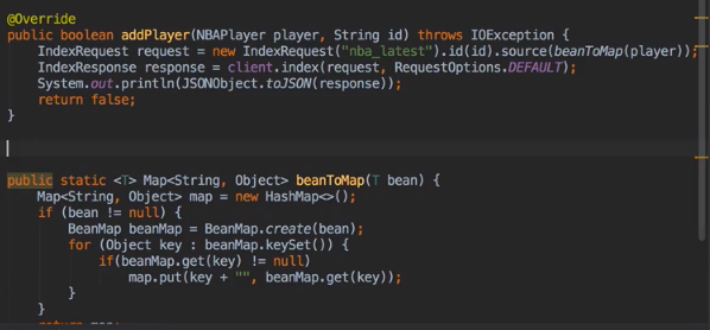 @Override
public boolean addPlayer(NBAPlayer player, String id) throws IOException {
    IndexRequest request = new IndexRequest("nba_latest").id(id).source(beanToMap(player));
    IndexResponse response = client.index(request, RequestOptions.DEFAULT);
    System.out.println(JSONObject.toJSON(response));
    return false;
}
public static <T> Map<String, Object> beanToMap(T bean) {
    Map<String, Object> map = new HashMap<>();
    if (bean != null) {
        BeanMap beanMap = BeanMap.create(bean);
        for (Object key : beanMap.keySet()) {
            if(beanMap.get(key) != null)
                map.put(key + "", beanMap.get(key));
        }
    }